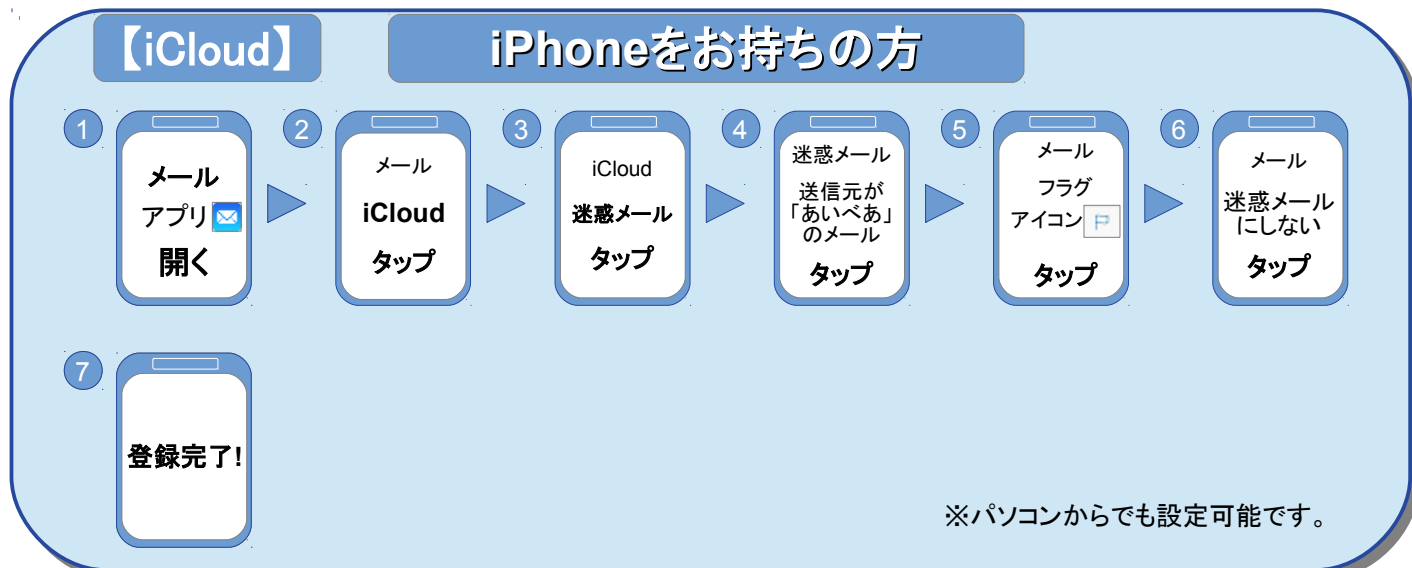 【iCloud】
iPhoneをお持ちの方
1
メール
アプリ
開く
2
メール
iCloud
タップ
3
iCloud
迷惑メール
タップ
4
迷惑メール
送信元が
「あいべあ」
のメール
タップ
5
メール
フラグ
アイコン
タップ
6
メール
迷惑メール
にしない
タップ
7
登録完了!
※パソコンからでも設定可能です。